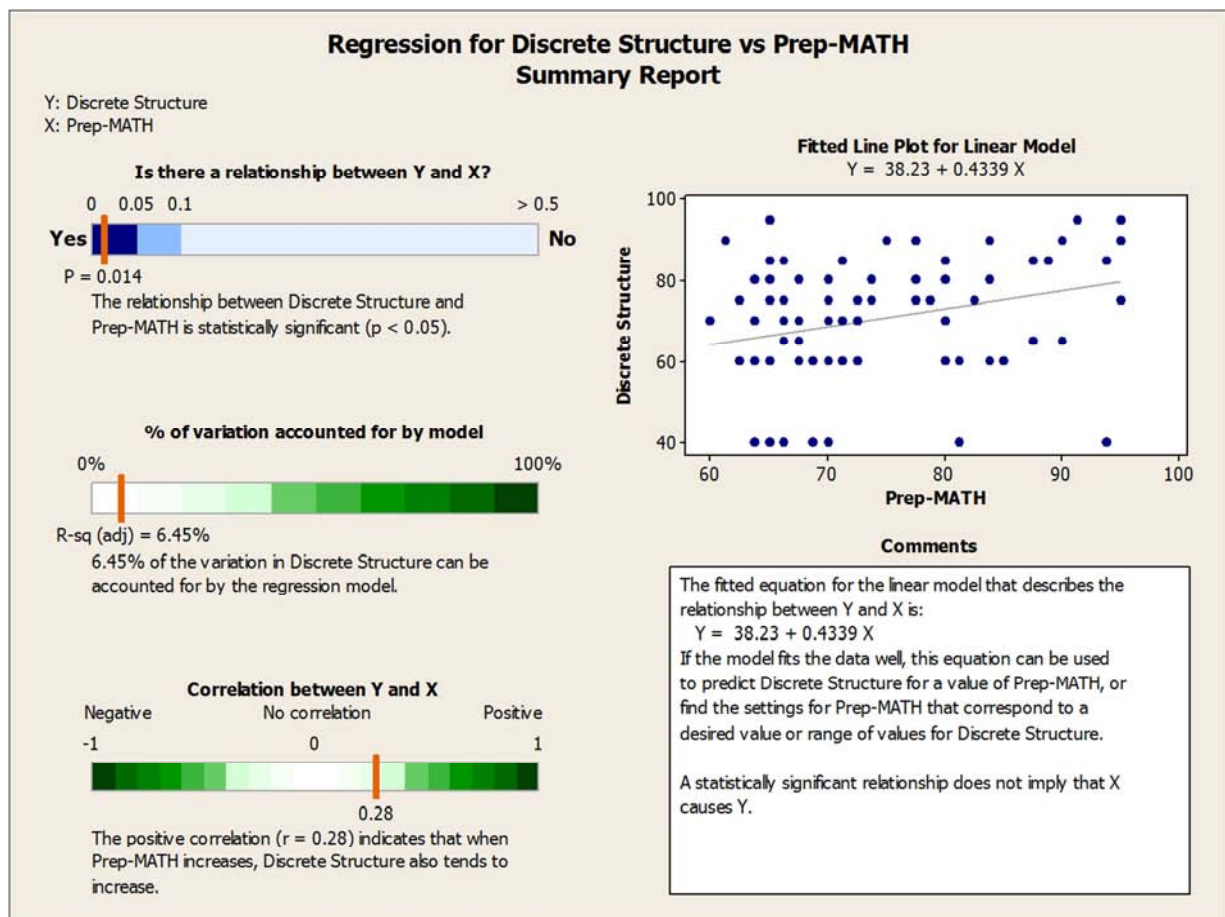 Regression for Discrete Structure vs Prep-MATH
Summary Report
Y: Discrete Structure
X: Prep-MATH
Is there a relationship between Y and X?
0 0.05 0.1 > 0.5
Yes No
P = 0.014
The relationship between Discrete Structure and
Prep-MATH is statistically significant (p < 0.05).
% of variation accounted for by model
0% 100%
R-sq (adj) = 6.45%
6.45% of the variation in Discrete Structure can be
accounted for by the regression model.
Correlation between Y and X
Negative No correlation Positive
-1 0 1
0.28
The positive correlation (r = 0.28) indicates that when
Prep-MATH increases, Discrete Structure also tends to
increase.
Fitted Line Plot for Linear Model
Y = 38.23 + 0.4339 X
100
80
60
40
Discrete Structure
60 70 80 90 100
Prep-MATH
Comments
The fitted equation for the linear model that describes the
relationship between Y and X is:
Y = 38.23 + 0.4339 X
If the model fits the data well, this equation can be used
to predict Discrete Structure for a value of Prep-MATH, or
find the settings for Prep-MATH that correspond to a
desired value or range of values for Discrete Structure.
A statistically significant relationship does not imply that X
causes Y.